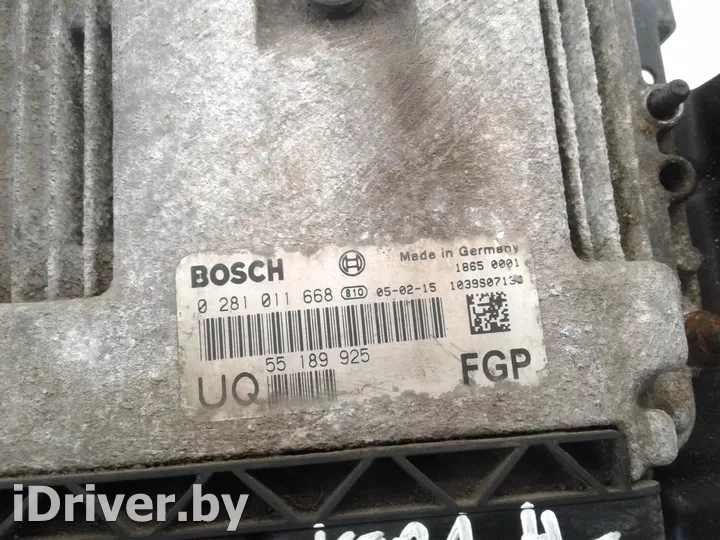 BOSCH
Made in Germany
1865 0001
0 281 011 668 810 05-02-15
55 189 925
UQ
FGP
iDriver.by